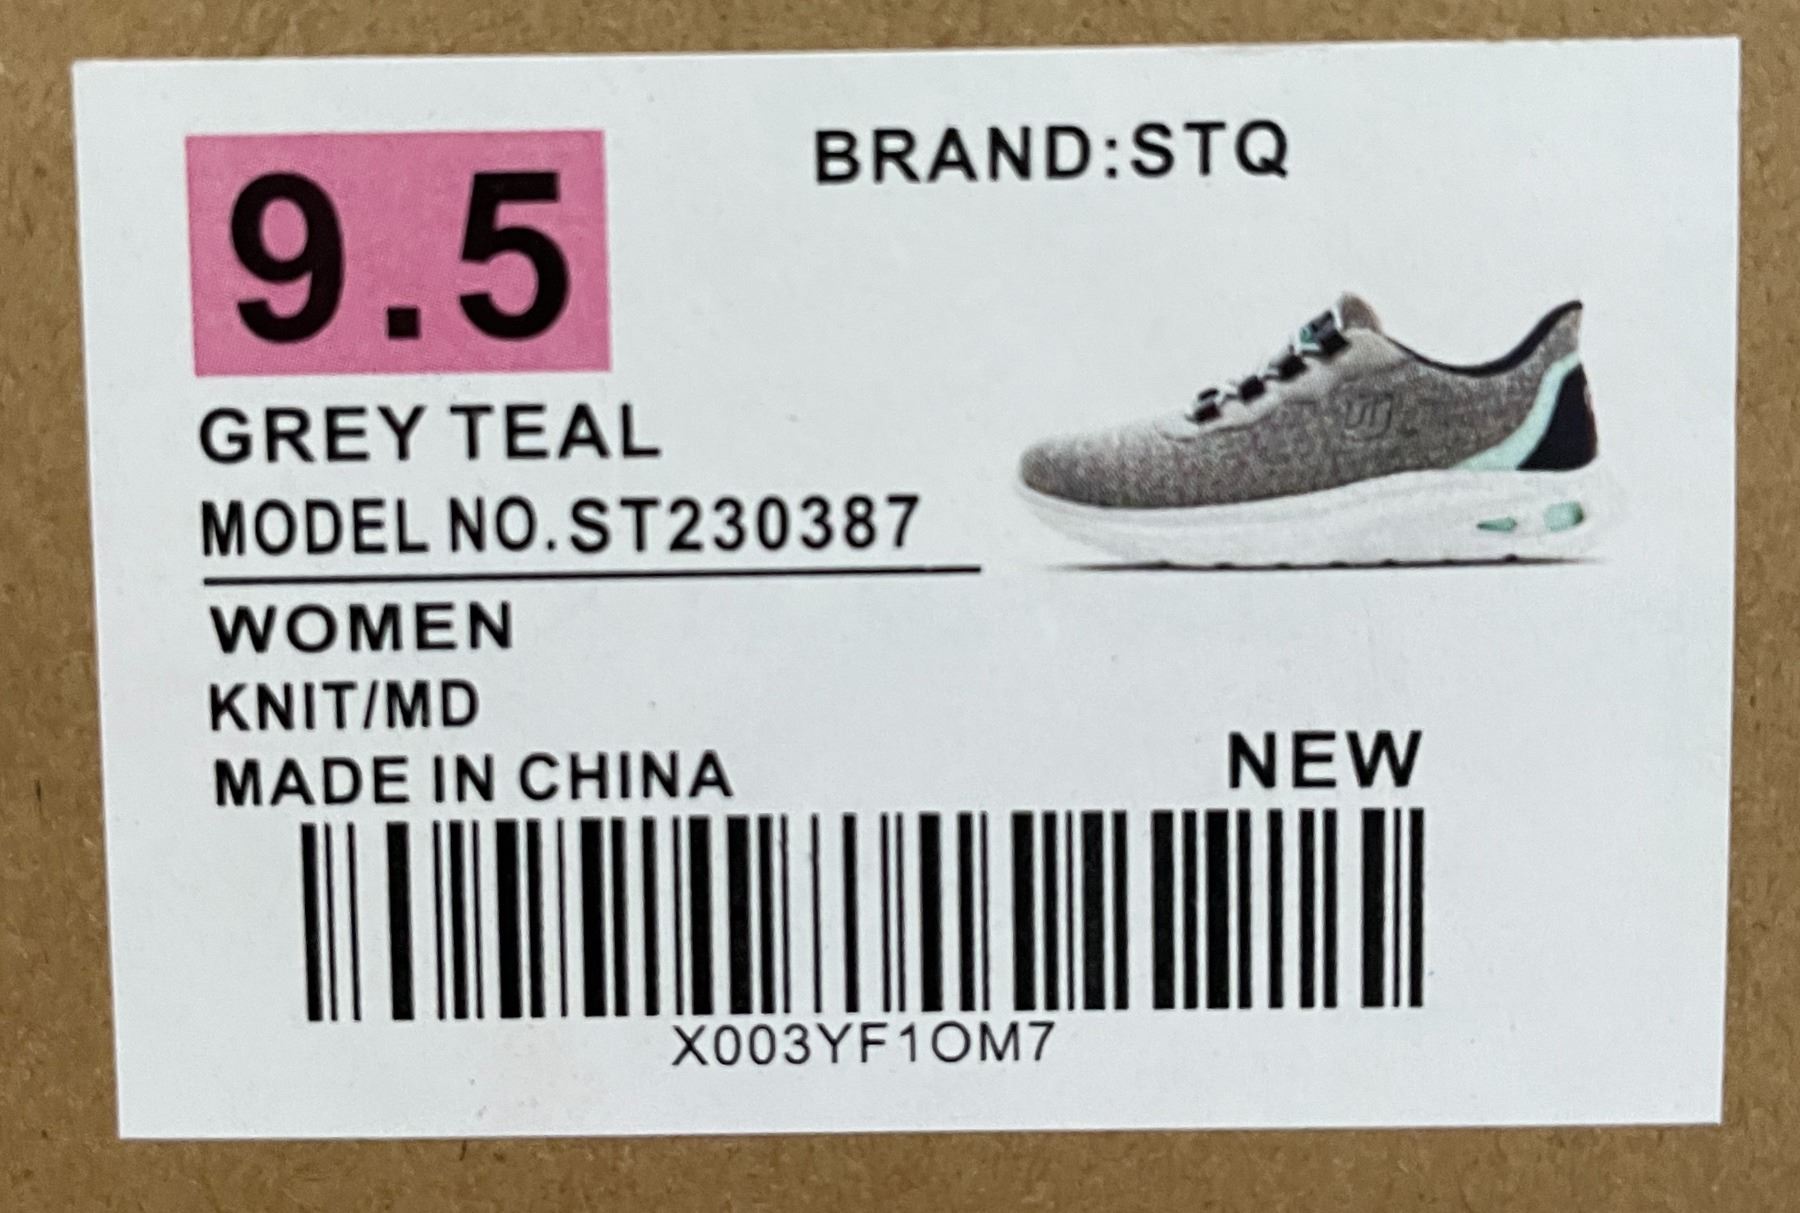 9.5
BRAND:STQ
GREY TEAL
MODEL NO.ST230387
WOMEN
KNIT/MD
MADE IN CHINA
NEW
X003YF1OM7